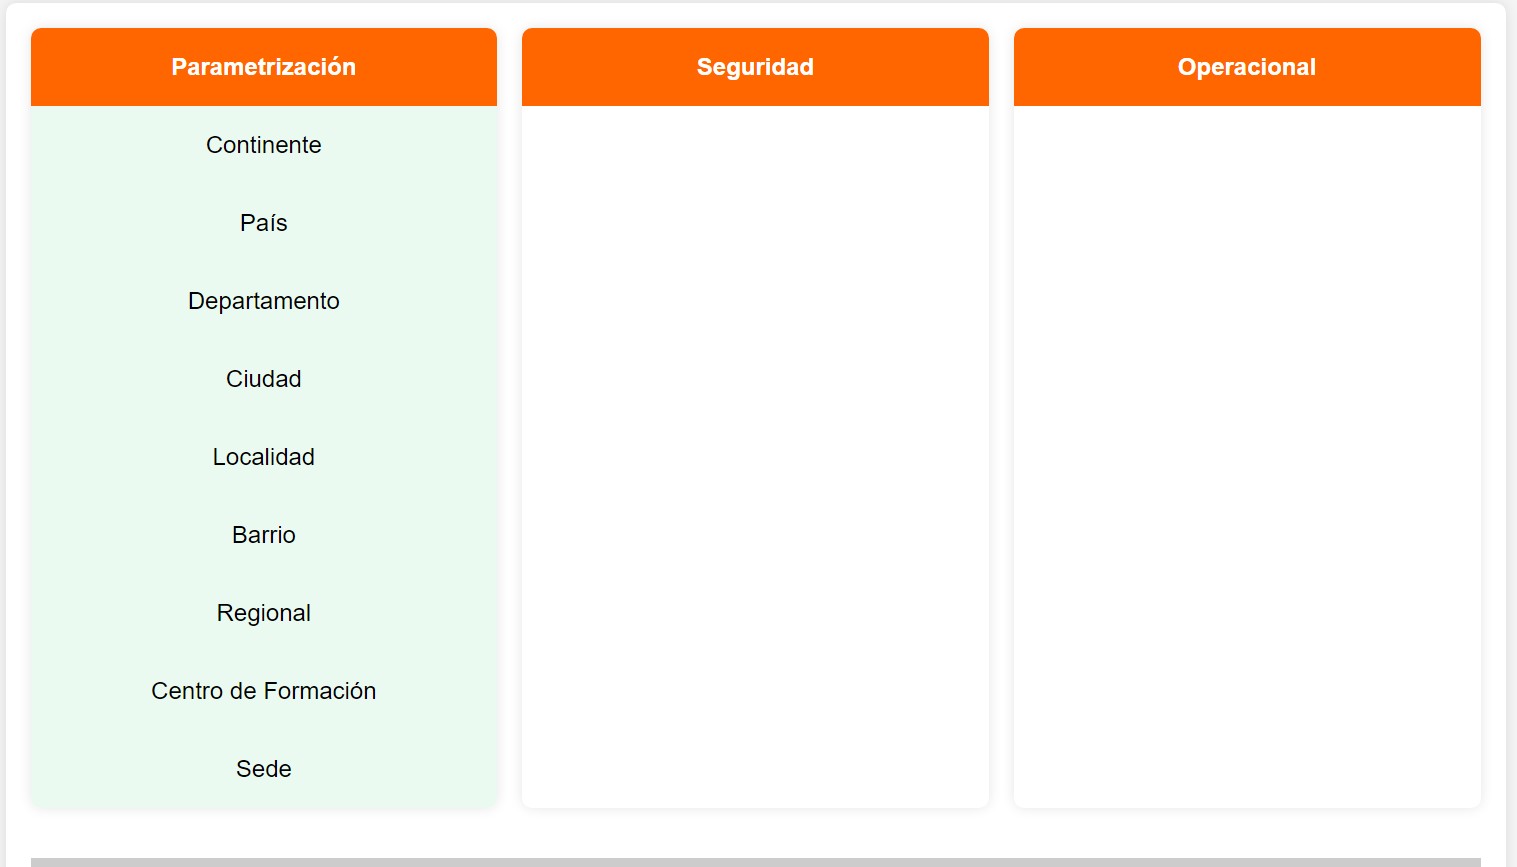 Parametrización
Seguridad
Operacional
Continente
País
Departamento
Ciudad
Localidad
Barrio
Regional
Centro de Formación
Sede